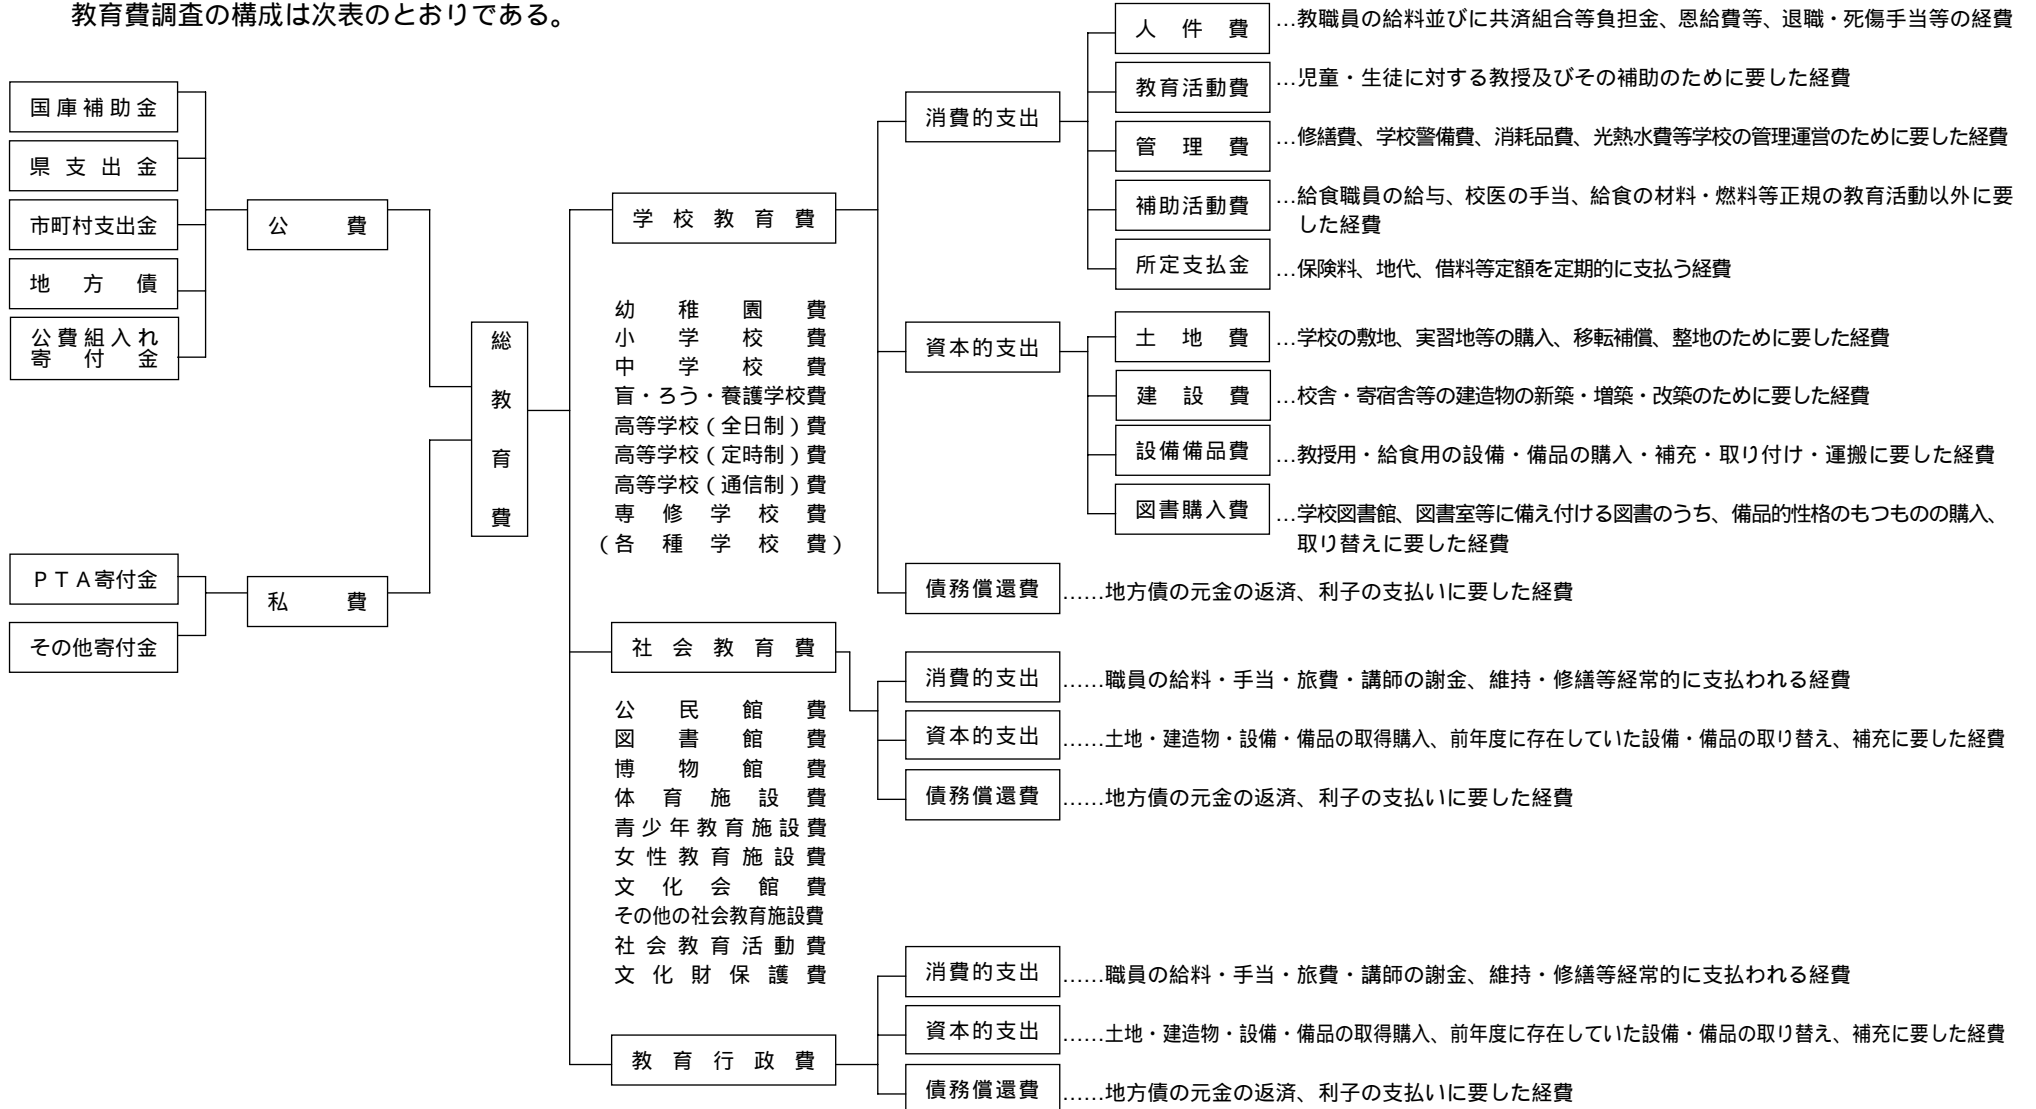 教育費調査の構成は次表のとおりである。
国庫補助金
県支出金
市町村支出金
地方債
公費組入れ
寄付金
公費
PTA寄付金
その他寄付金
私費
総教育費
学校教育費
幼稚園費
小学校費
中学校費
盲・ろう・養護学校費
高等学校(全日制)費
高等学校(定時制)費
高等学校(通信制)費
専修学校費
(各種学校費)
消費的支出
人件費…教職員の給料並びに共済組合等負担金、恩給費等、退職・死傷手当等の経費
教育活動費…児童・生徒に対する教授及びその補助のために要した経費
管理費…修繕費、学校警備費、消耗品費、光熱水費等学校の管理運営のために要した経費
補助活動費…給食職員の給与、校医の手当、給食の材料・燃料等正規の教育活動以外に要
した経費
所定支払金…保険料、地代、借料等定額を定期的に支払う経費
資本的支出
土地費…学校の敷地、実習地等の購入、移転補償、整地のために要した経費
建設費…校舎・寄宿舎等の建造物の新築・増築・改築のために要した経費
設備備品費…教授用・給食用の設備・備品の購入・補充・取り付け・運搬に要した経費
図書購入費…学校図書館、図書室等に備え付ける図書のうち、備品的性格のもつものの購入、
取り替えに要した経費
債務償還費……地方債の元金の返済、利子の支払いに要した経費
社会教育費
公民館費
図書館費
博物館費
体育施設費
青少年教育施設費
女性教育施設費
文化会館費
その他の社会教育施設費
社会教育活動費
文化財保護費
消費的支出……職員の給料・手当・旅費・講師の謝金、維持・修繕等経常的に支払われる経費
資本的支出……土地・建造物・設備・備品の取得購入、前年度に存在していた設備・備品の取り替え、補充に要した経費
債務償還費……地方債の元金の返済、利子の支払いに要した経費
教育行政費
消費的支出……職員の給料・手当・旅費・講師の謝金、維持・修繕等経常的に支払われる経費
資本的支出……土地・建造物・設備・備品の取得購入、前年度に存在していた設備・備品の取り替え、補充に要した経費
債務償還費……地方債の元金の返済、利子の支払いに要した経費